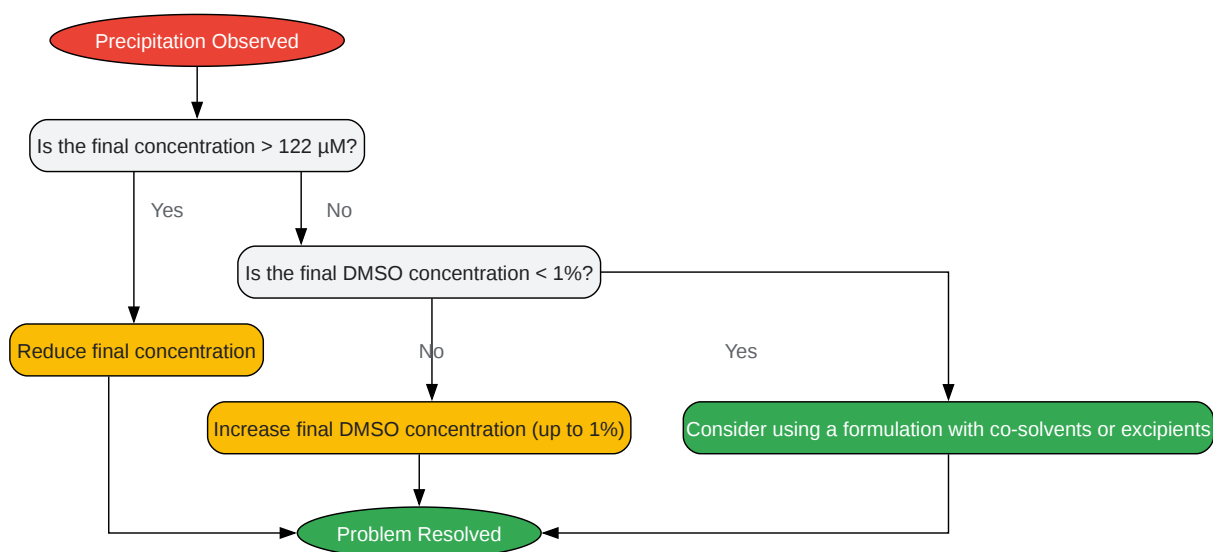 Precipitation Observed
Is the final concentration > 122 µM?
Yes
No
Is the final DMSO concentration < 1%?
Reduce final concentration
No
Yes
Increase final DMSO concentration (up to 1%)
Consider using a formulation with co-solvents or excipients
Problem Resolved